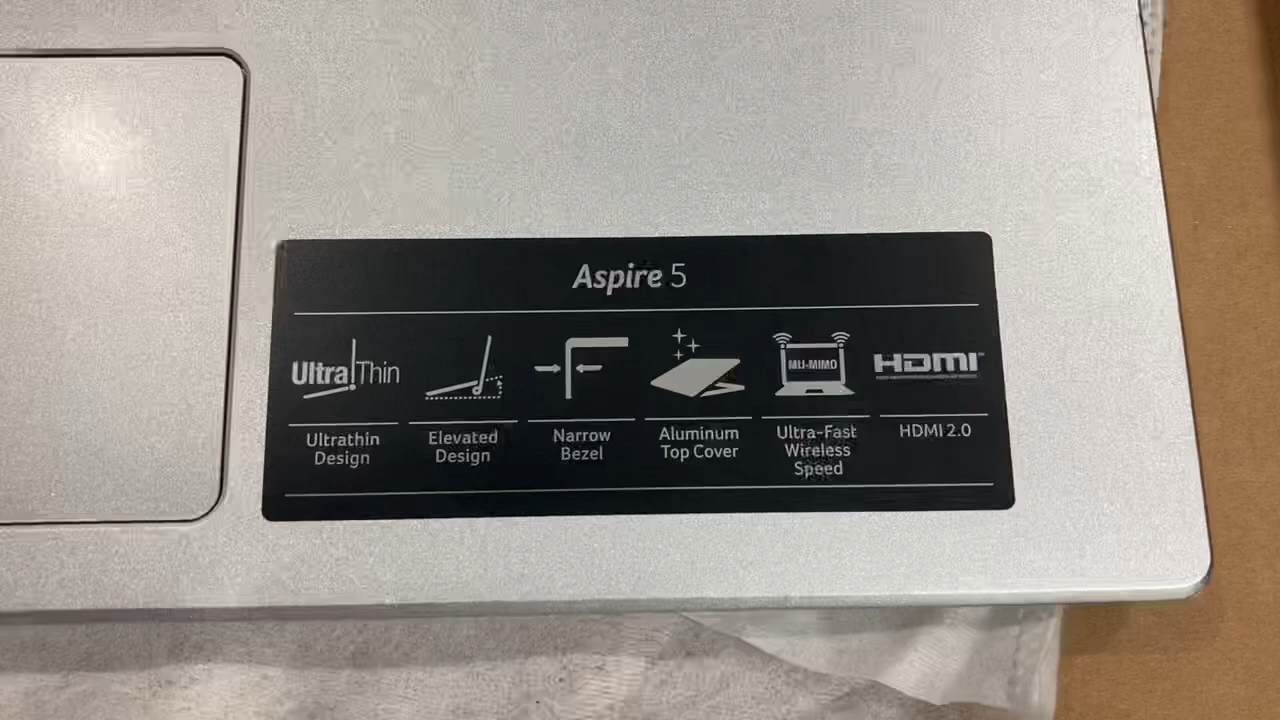 Aspire 5
Ultra Thin
MU-MIMO
HDMI
Ultrathin
Design
Elevated
Design
Narrow
Bezel
Aluminum
Top Cover
Ultra-Fast
Wireless
Speed
HDMI 2.0